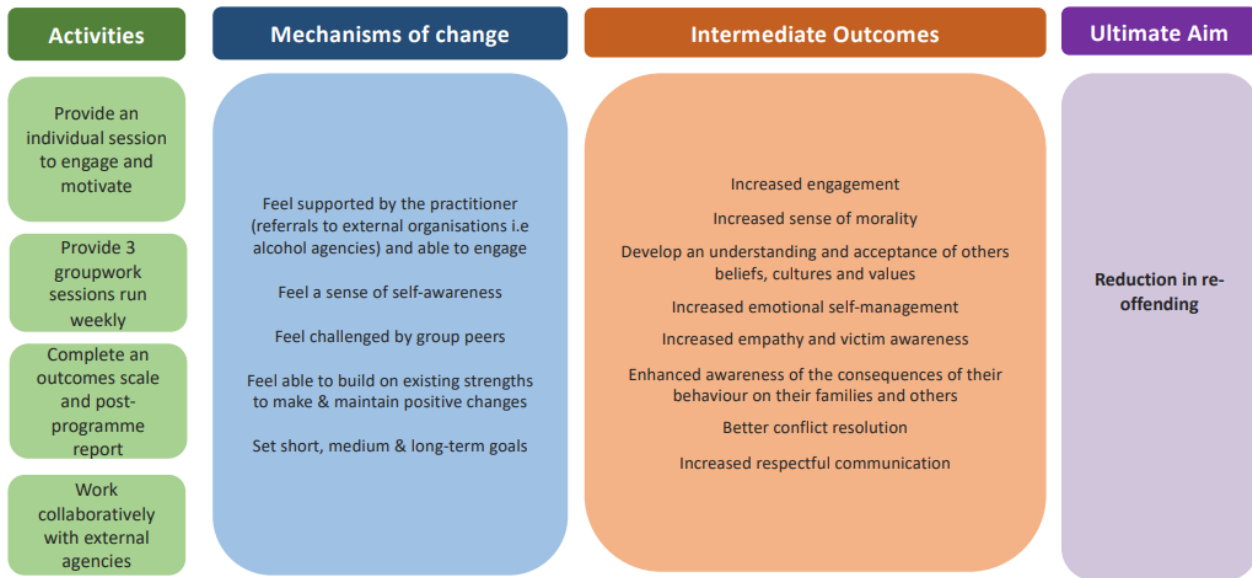 Activities
Provide an
individual session
to engage and
motivate
Provide 3
groupwork
sessions run
weekly
Complete an
outcomes scale
and post-
programme
report
Work
collaboratively
with external
agencies
Mechanisms of change
Feel supported by the practitioner
(referrals to external organisations i.e
alcohol agencies) and able to engage
Feel a sense of self-awareness
Feel challenged by group peers
Feel able to build on existing strengths
to make & maintain positive changes
Set short, medium & long-term goals
Intermediate Outcomes
Increased engagement
Increased sense of morality
Develop an understanding and acceptance of others
beliefs, cultures and values
Increased emotional self-management
Increased empathy and victim awareness
Enhanced awareness of the consequences of their
behaviour on their families and others
Better conflict resolution
Increased respectful communication
Ultimate Aim
Reduction in re-
offending